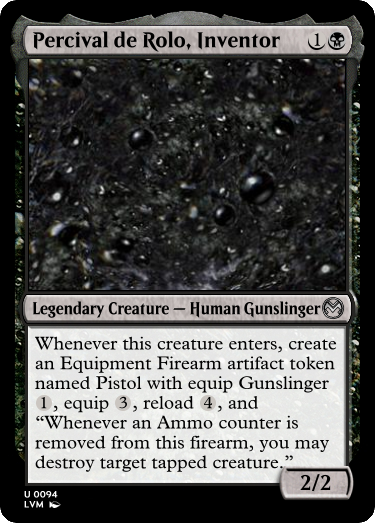 Percival de Rolo, Inventor 1
Legendary Creature — Human Gunslinger
Whenever this creature enters, create
an Equipment Firearm artifact token
named Pistol with equip Gunslinger
1, equip 3, reload 4, and
“Whenever an Ammo counter is
removed from this firearm, you may
destroy target tapped creature.”
2/2
U 0094
LVM